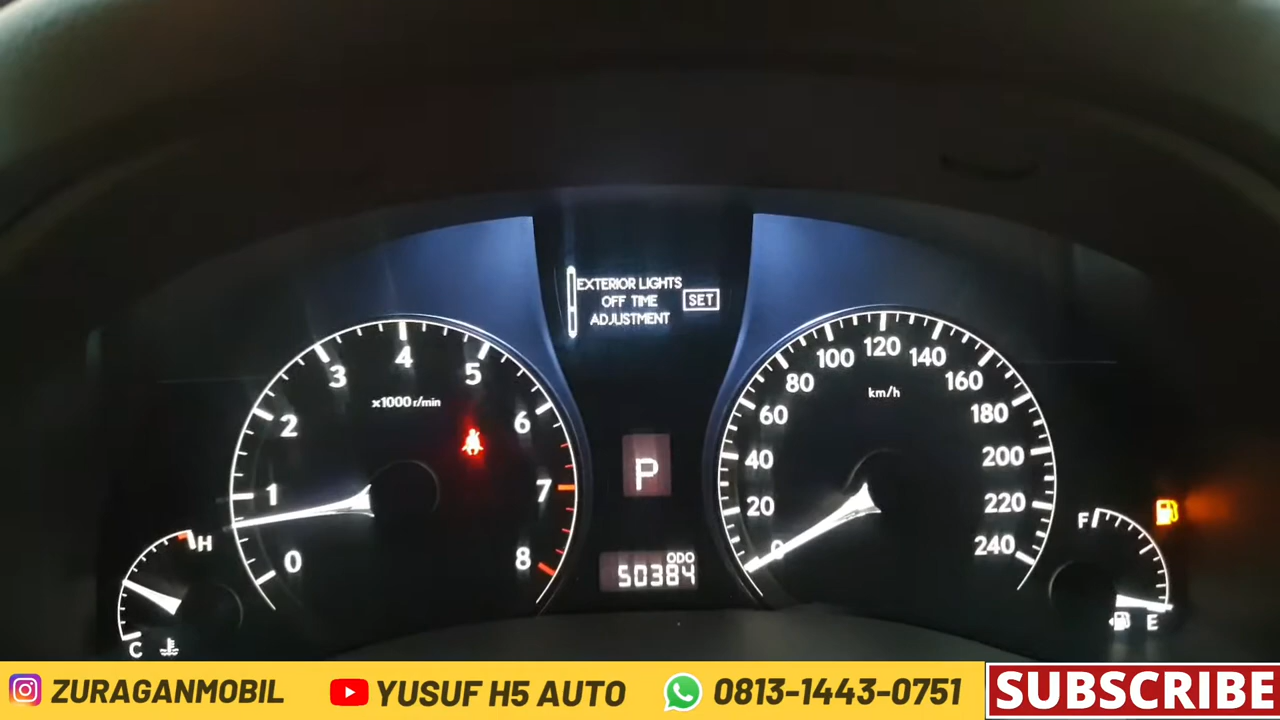 EXTERIOR LIGHTS
OFF TIME
ADJUSTMENT
SET
0
1
2
3
4
5
6
7
8
x1000 r/min
P
ODO
50384
0
20
40
60
80
100
120
140
160
180
200
220
240
km/h
H
C
F
E
ZURAGANMOBIL
YUSUF H5 AUTO
0813-1443-0751
SUBSCRIBE